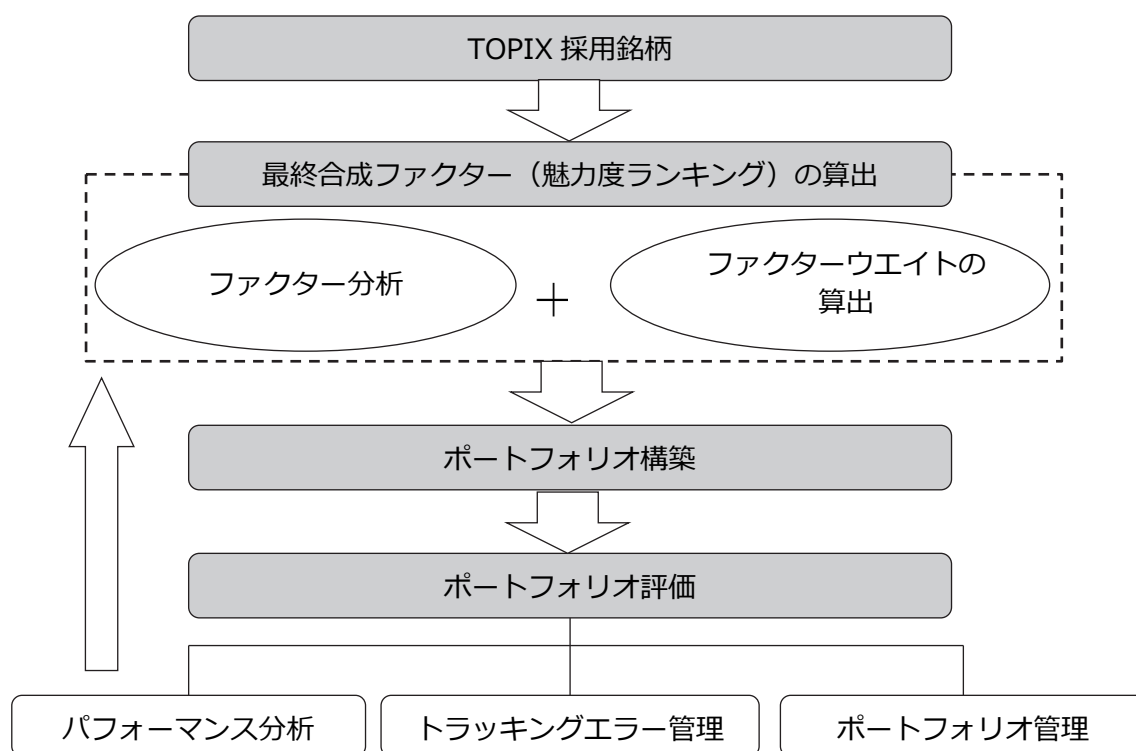 TOPIX 採用銘柄
最終合成ファクター（魅力度ランキング）の算出
ファクター分析
＋
ファクターウエイトの
算出
ポートフォリオ構築
ポートフォリオ評価
パフォーマンス分析
トラッキングエラー管理
ポートフォリオ管理